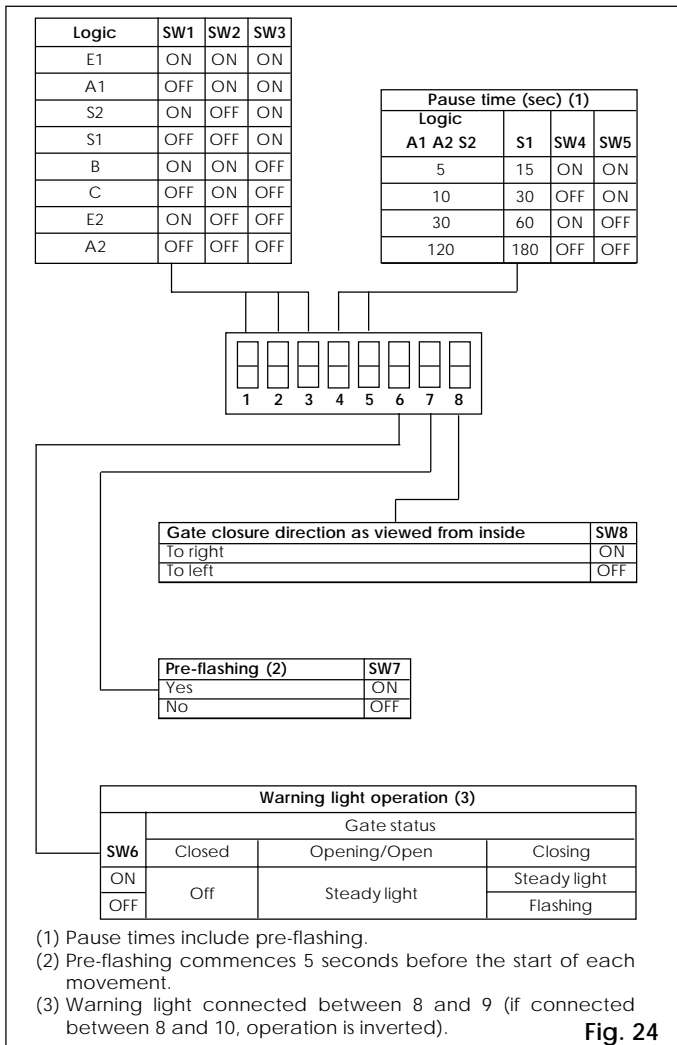 Logic SW1 SW2 SW3
E1 ON ON ON
A1 OFF ON ON
S2 ON OFF ON
S1 OFF OFF ON
B ON ON OFF
C OFF ON OFF
E2 ON OFF OFF
A2 OFF OFF OFF
Pause time (sec) (1)
Logic
A1 A2 S2 S1 SW4 SW5
5 15 ON ON
10 30 OFF ON
30 60 ON OFF
120 180 OFF OFF
1 2 3 4 5 6 7 8
Gate closure direction as viewed from inside SW8
To right ON
To left OFF
Pre-flashing (2) SW7
Yes ON
No OFF
Warning light operation (3)
Gate status
SW6 Closed Opening/Open Closing
ON Steady light
Off Steady light
OFF Flashing
(1) Pause times include pre-flashing.
(2) Pre-flashing commences 5 seconds before the start of each
movement.
(3) Warning light connected between 8 and 9 (if connected
between 8 and 10, operation is inverted).
Fig. 24